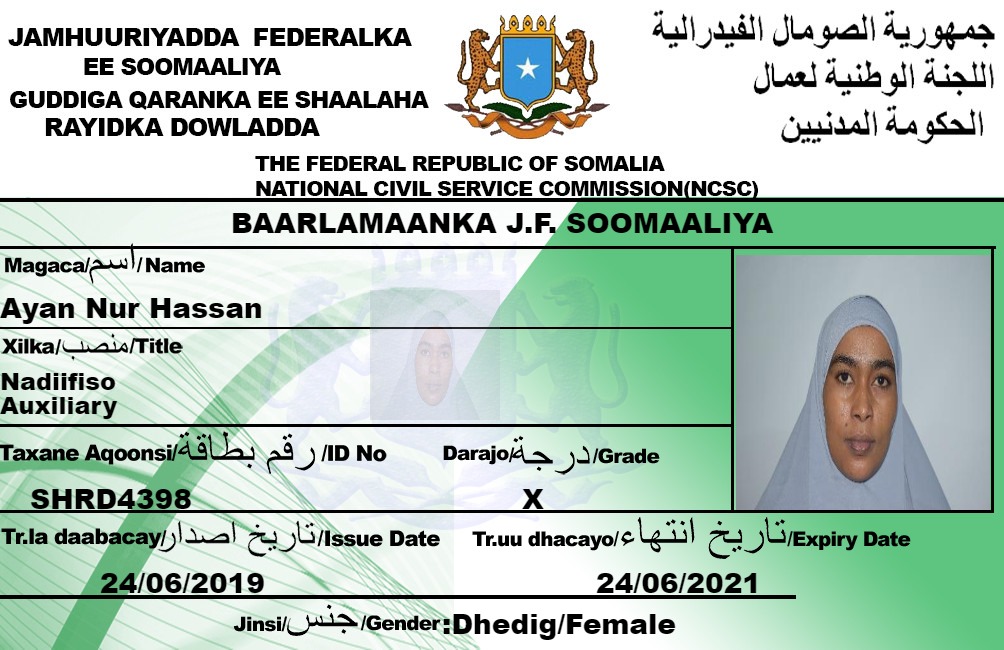 JAMHUURIYADDA FEDERALKA
EE SOOMAALIYA
GUDDIGA QARANKA EE SHAALAHA
RAYIDKA DOWLADDA
جمهورية الصومال الفيدرالية
اللجنة الوطنية لعمال
الحكومة المدنيين
THE FEDERAL REPUBLIC OF SOMALIA
NATIONAL CIVIL SERVICE COMMISSION(NCSC)
BAARLAMAANKA J.F. SOOMAALIYA
Magaca/اسم/Name
Ayan Nur Hassan
Xilka/منصب/Title
Nadiifiso
Auxiliary
Taxane Aqoonsi/رقم بطاقة/ID No Darajo/درجة/Grade
SHRD4398 X
Tr.la daabacay/تاريخ اصدار/Issue Date Tr.uu dhacayo/تاريخ انتهاء/Expiry Date
24/06/2019 24/06/2021
Jinsi/جنس/Gender:Dhedig/Female